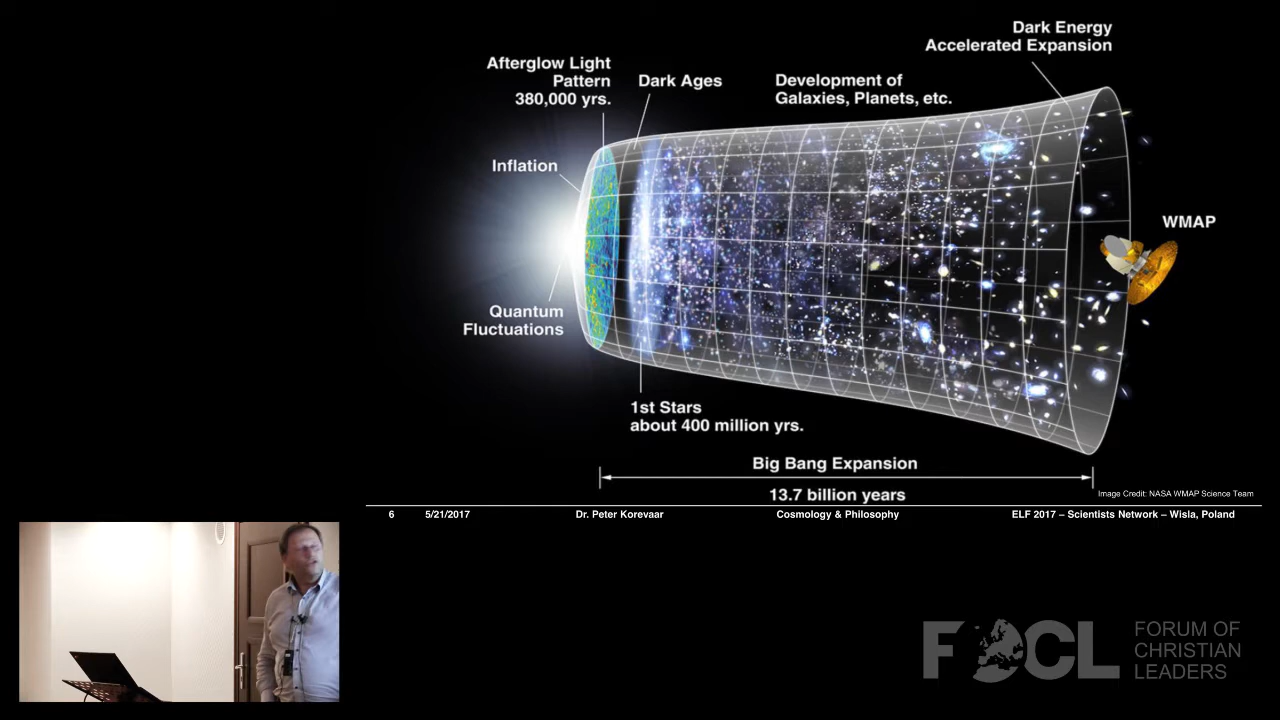 Dark Energy
Accelerated Expansion
Afterglow Light
Pattern
380,000 yrs.
Dark Ages
Development of
Galaxies, Planets, etc.
Inflation
WMAP
Quantum
Fluctuations
1st Stars
about 400 million yrs.
Big Bang Expansion
13.7 billion years
Image Credit: NASA WMAP Science Team
6 5/21/2017 Dr. Peter Korevaar Cosmology & Philosophy ELF 2017 – Scientists Network – Wisla, Poland
FOCL
FORUM OF
CHRISTIAN
LEADERS